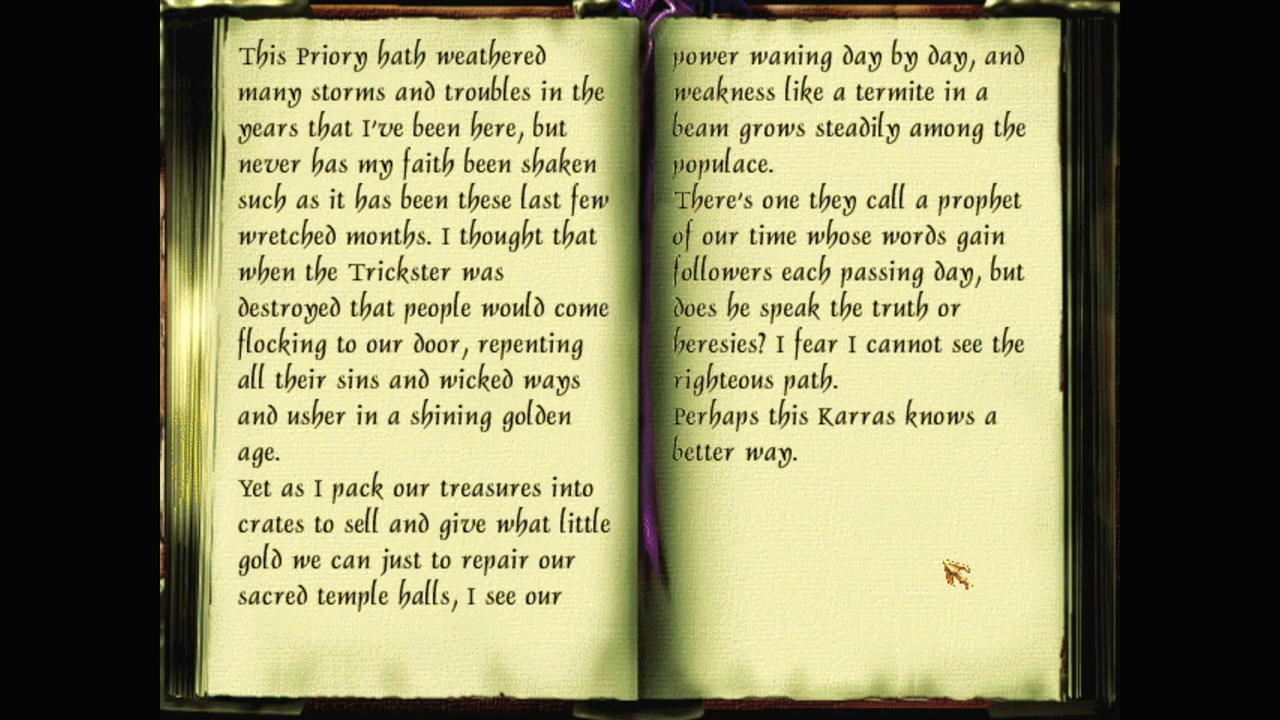 This Priory hath weathered
many storms and troubles in the
years that I've been here, but
never has my faith been shaken
such as it has been these last few
wretched months. I thought that
when the Trickster was
destroyed that people would come
flocking to our door, repenting
all their sins and wicked ways
and usher in a shining golden
age.
Yet as I pack our treasures into
crates to sell and give what little
gold we can just to repair our
sacred temple halls, I see our
power waning day by day, and
weakness like a termite in a
beam grows steadily among the
populace.
There's one they call a prophet
of our time whose words gain
followers each passing day, but
does he speak the truth or
heresies? I fear I cannot see the
righteous path.
Perhaps this Karras knows a
better way.